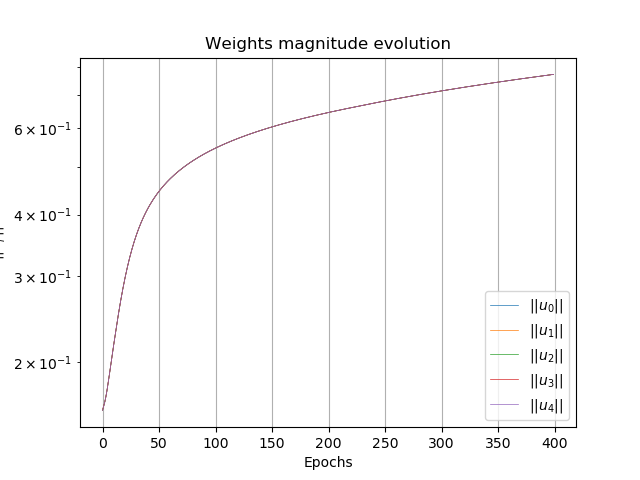 Weights magnitude evolution
6 × 10⁻¹
4 × 10⁻¹
3 × 10⁻¹
2 × 10⁻¹
||u₀||
||u₁||
||u₂||
||u₃||
||u₄||
0 50 100 150 200 250 300 350 400
Epochs